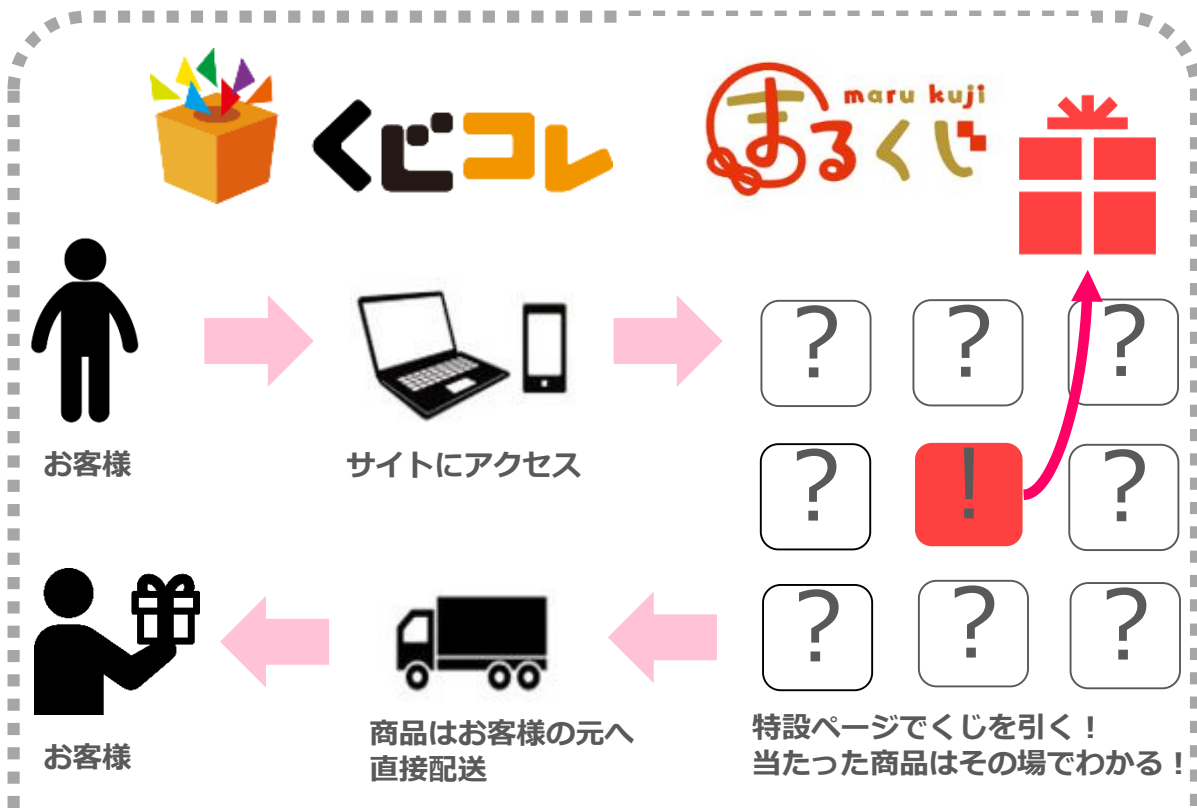 くじコレ
maru kuji
まるくじ
? ? ?
お客様
サイトにアクセス
? ! ?
? ? ?
お客様
商品はお客様の元へ
直接配送
特設ページでくじを引く！
当たった商品はその場でわかる！